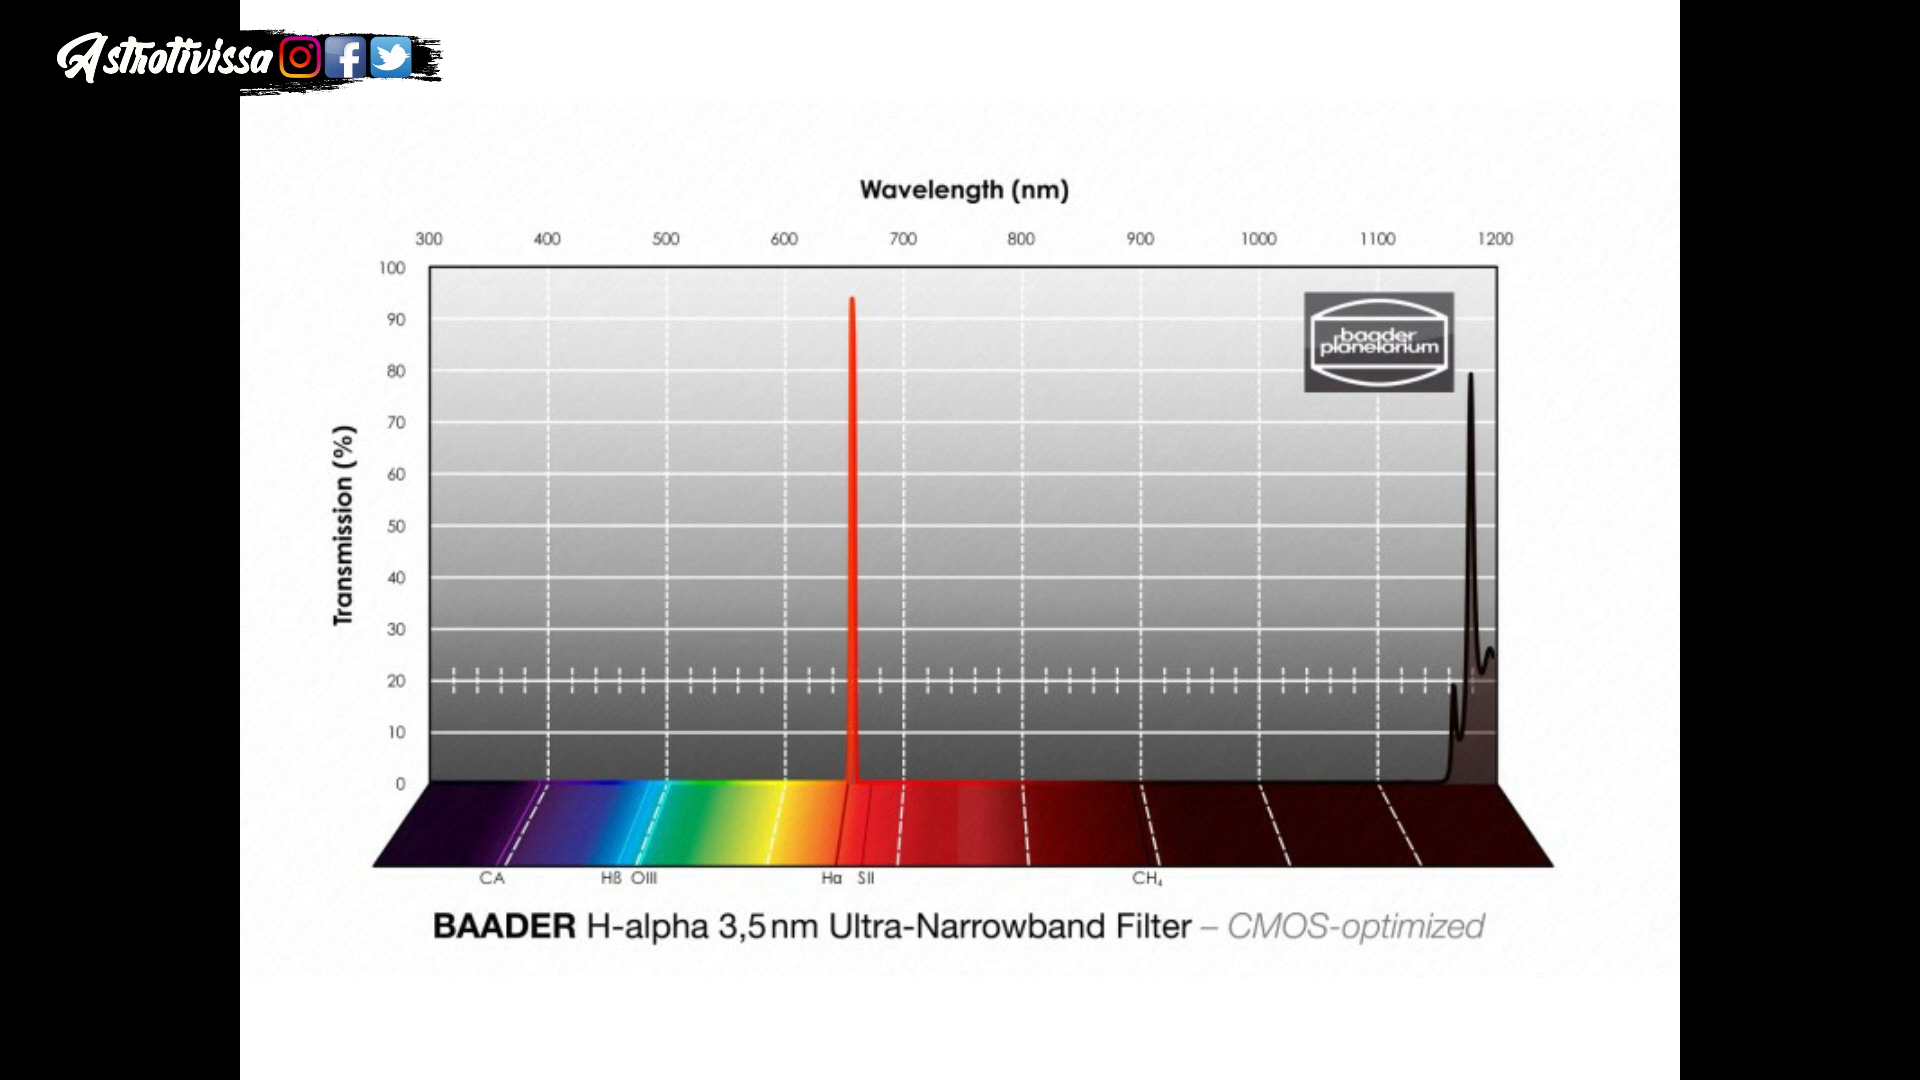 Astrotivissa
Wavelength (nm)
300 400 500 600 700 800 900 1000 1100 1200
100
90
80
70
60
50
40
30
20
10
0
Transmission (%)
baader
planetarium
CA Hß OIII Hα SII CH₄
BAADER H-alpha 3,5nm Ultra-Narrowband Filter – CMOS-optimized